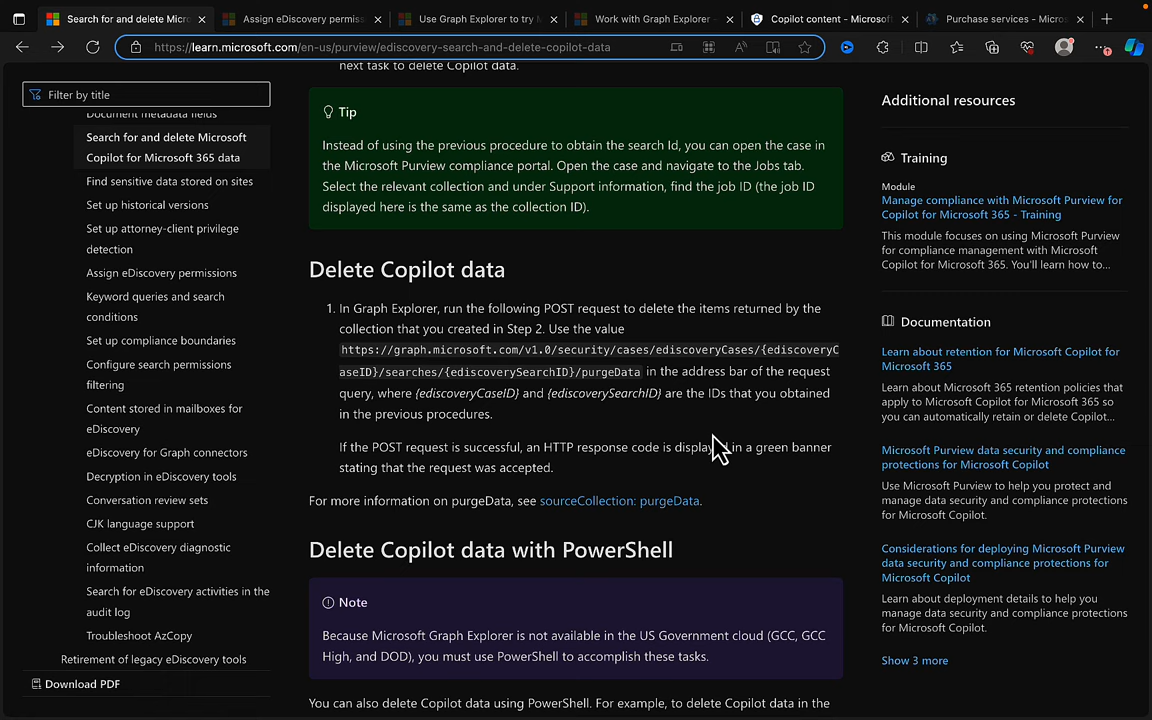 Search for and delete Micro
Assign eDiscovery permiss
Use Graph Explorer to try M
Work with Graph Explorer -
Copilot content - Microsof
Purchase services - Micros
https://learn.microsoft.com/en-us/purview/ediscovery-search-and-delete-copilot-data
Filter by title
Document metadata fields
Search for and delete Microsoft
Copilot for Microsoft 365 data
Find sensitive data stored on sites
Set up historical versions
Set up attorney-client privilege
detection
Assign eDiscovery permissions
Keyword queries and search
conditions
Set up compliance boundaries
Configure search permissions
filtering
Content stored in mailboxes for
eDiscovery
eDiscovery for Graph connectors
Decryption in eDiscovery tools
Conversation review sets
CJK language support
Collect eDiscovery diagnostic
information
Search for eDiscovery activities in the
audit log
Troubleshoot AzCopy
Retirement of legacy eDiscovery tools
Download PDF
next task to delete Copilot data.
Tip
Instead of using the previous procedure to obtain the search Id, you can open the case in
the Microsoft Purview compliance portal. Open the case and navigate to the Jobs tab.
Select the relevant collection and under Support information, find the job ID (the job ID
displayed here is the same as the collection ID).
Delete Copilot data
1. In Graph Explorer, run the following POST request to delete the items returned by the
collection that you created in Step 2. Use the value
https://graph.microsoft.com/v1.0/security/cases/ediscoveryCases/{ediscoveryC
aseID}/searches/{ediscoverySearchID}/purgeData in the address bar of the request
query, where {ediscoveryCaseID} and {ediscoverySearchID} are the IDs that you obtained
in the previous procedures.
If the POST request is successful, an HTTP response code is displayed in a green banner
stating that the request was accepted.
For more information on purgeData, see sourceCollection: purgeData.
Delete Copilot data with PowerShell
Note
Because Microsoft Graph Explorer is not available in the US Government cloud (GCC, GCC
High, and DOD), you must use PowerShell to accomplish these tasks.
You can also delete Copilot data using PowerShell. For example, to delete Copilot data in the
Additional resources
Training
Module
Manage compliance with Microsoft Purview for
Copilot for Microsoft 365 - Training
This module focuses on using Microsoft Purview
for compliance management with Microsoft
Copilot for Microsoft 365. You'll learn how to...
Documentation
Learn about retention for Microsoft Copilot for
Microsoft 365
Learn about Microsoft 365 retention policies that
apply to Microsoft Copilot for Microsoft 365 so
you can automatically retain or delete Copilot...
Microsoft Purview data security and compliance
protections for Microsoft Copilot
Use Microsoft Purview to help you protect and
manage data security and compliance protections
for Microsoft Copilot.
Considerations for deploying Microsoft Purview
data security and compliance protections for
Microsoft Copilot
Learn about deployment details to help you
manage data security and compliance protections
for Microsoft Copilot.
Show 3 more